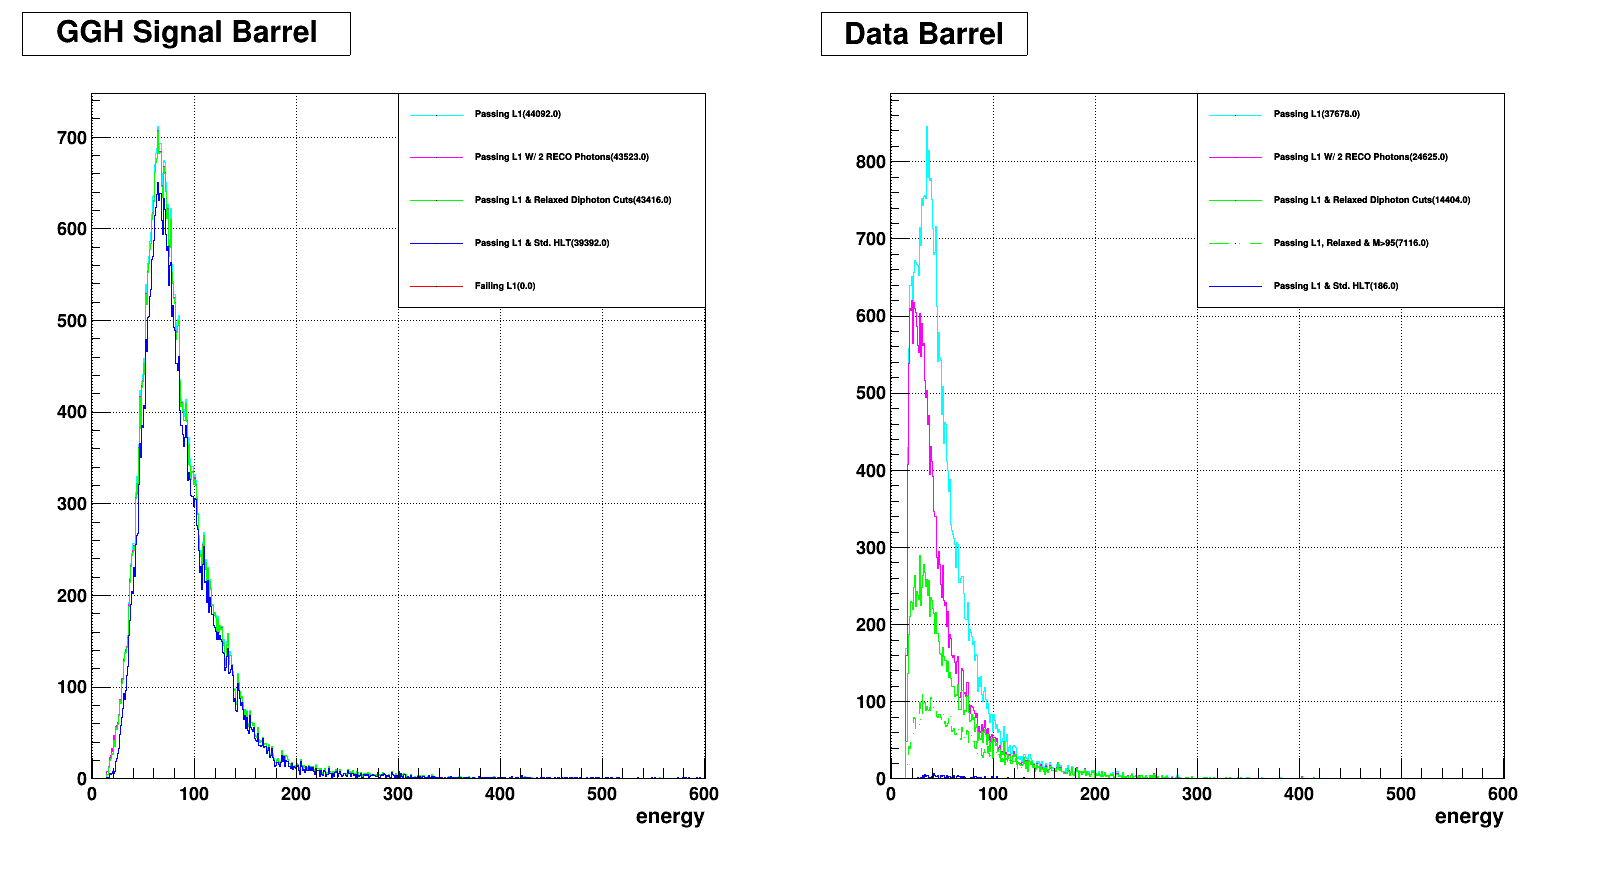 GGH Signal Barrel
700
600
500
400
300
200
100
0
0 100 200 300 400 500 600
energy
Passing L1(44092.0)
Passing L1 W/ 2 RECO Photons(43523.0)
Passing L1 & Relaxed Diphoton Cuts(43416.0)
Passing L1 & Std. HLT(39392.0)
Failing L1(0.0)
Data Barrel
800
700
600
500
400
300
200
100
0
0 100 200 300 400 500 600
energy
Passing L1(37678.0)
Passing L1 W/ 2 RECO Photons(24625.0)
Passing L1 & Relaxed Diphoton Cuts(14404.0)
Passing L1, Relaxed & M>95(7116.0)
Passing L1 & Std. HLT(186.0)